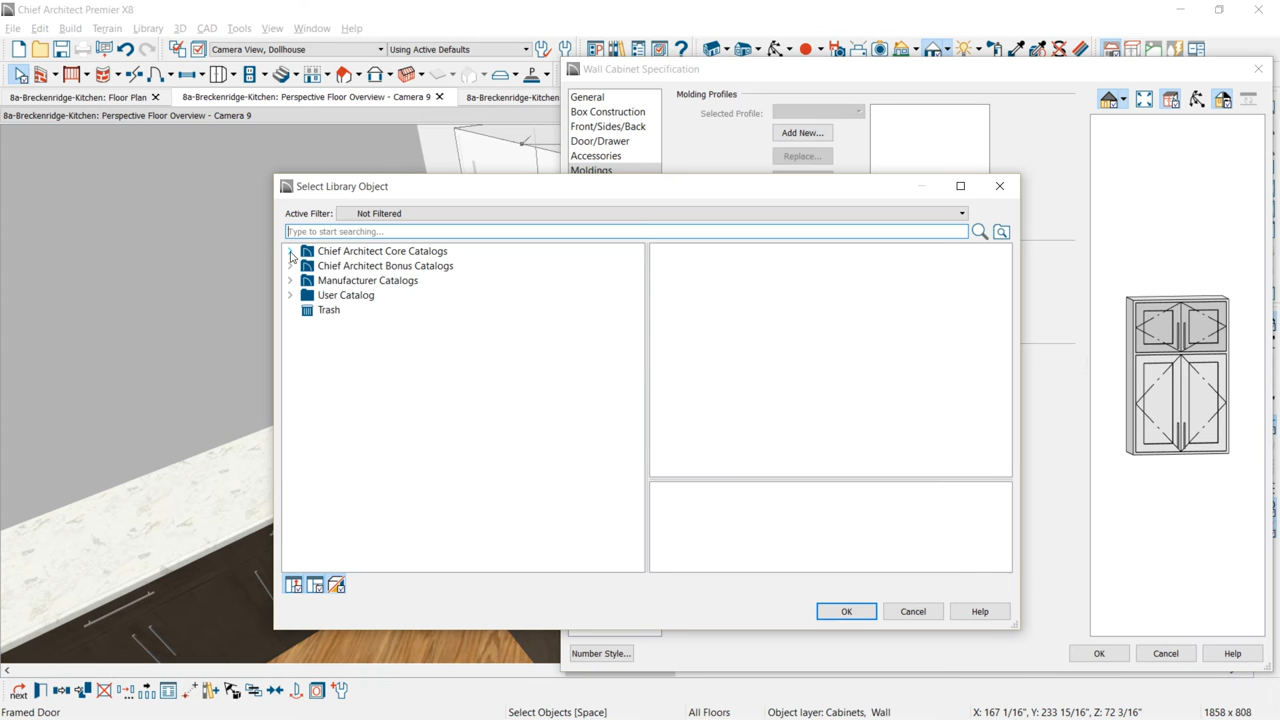 Chief Architect Premier X8
File Edit Build Terrain Library 3D CAD Tools View Window Help
Camera View, Dollhouse Using Active Defaults
8a-Breckenridge-Kitchen: Floor Plan 8a-Breckenridge-Kitchen: Perspective Floor Overview - Camera 9 8a-Breckenridge-Kitchen
8a-Breckenridge-Kitchen: Perspective Floor Overview - Camera 9
Wall Cabinet Specification
General
Box Construction
Front/Sides/Back
Door/Drawer
Accessories
Moldings
Molding Profiles
Selected Profile:
Add New...
Replace...
Select Library Object
Active Filter: Not Filtered
Type to start searching...
Chief Architect Core Catalogs
Chief Architect Bonus Catalogs
Manufacturer Catalogs
User Catalog
Trash
OK Cancel Help
Number Style... OK Cancel Help
next
Framed Door Select Objects [Space] All Floors Object layer: Cabinets, Wall X: 167 1/16", Y: 233 15/16", Z: 72 3/16" 1858 x 808